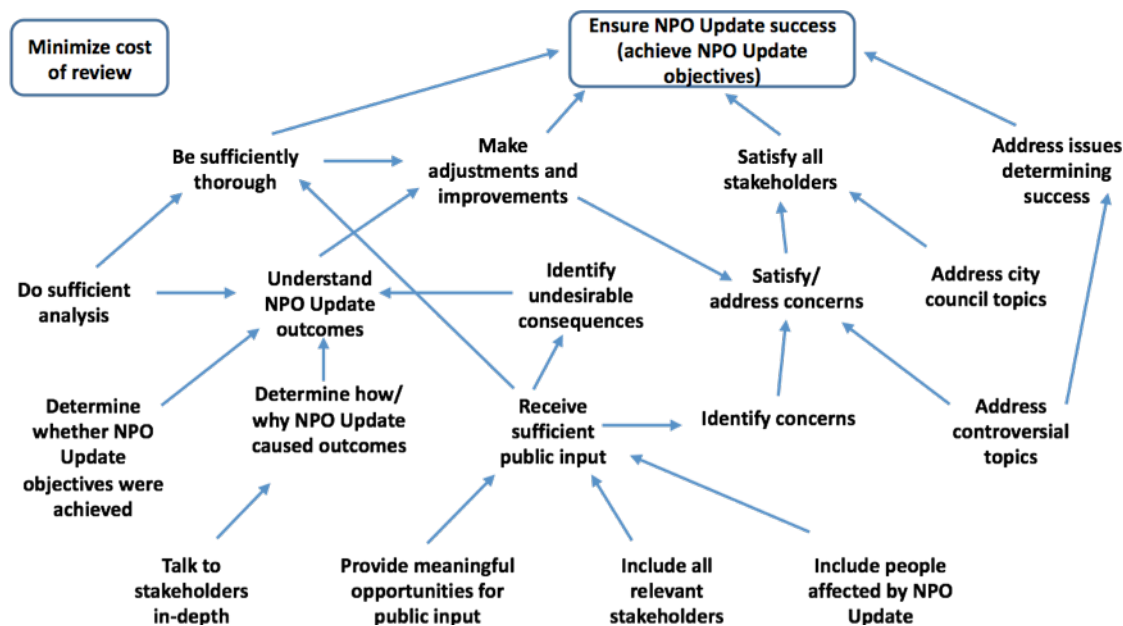 Minimize cost
of review
Ensure NPO Update success
(achieve NPO Update
objectives)
Be sufficiently
thorough
Make
adjustments and
improvements
Satisfy all
stakeholders
Address issues
determining
success
Do sufficient
analysis
Understand
NPO Update
outcomes
Identify
undesirable
consequences
Satisfy/
address concerns
Address city
council topics
Determine
whether NPO
Update
objectives were
achieved
Determine how/
why NPO Update
caused outcomes
Receive
sufficient
public input
Identify concerns
Address
controversial
topics
Talk to
stakeholders
in-depth
Provide meaningful
opportunities for
public input
Include all
relevant
stakeholders
Include people
affected by NPO
Update